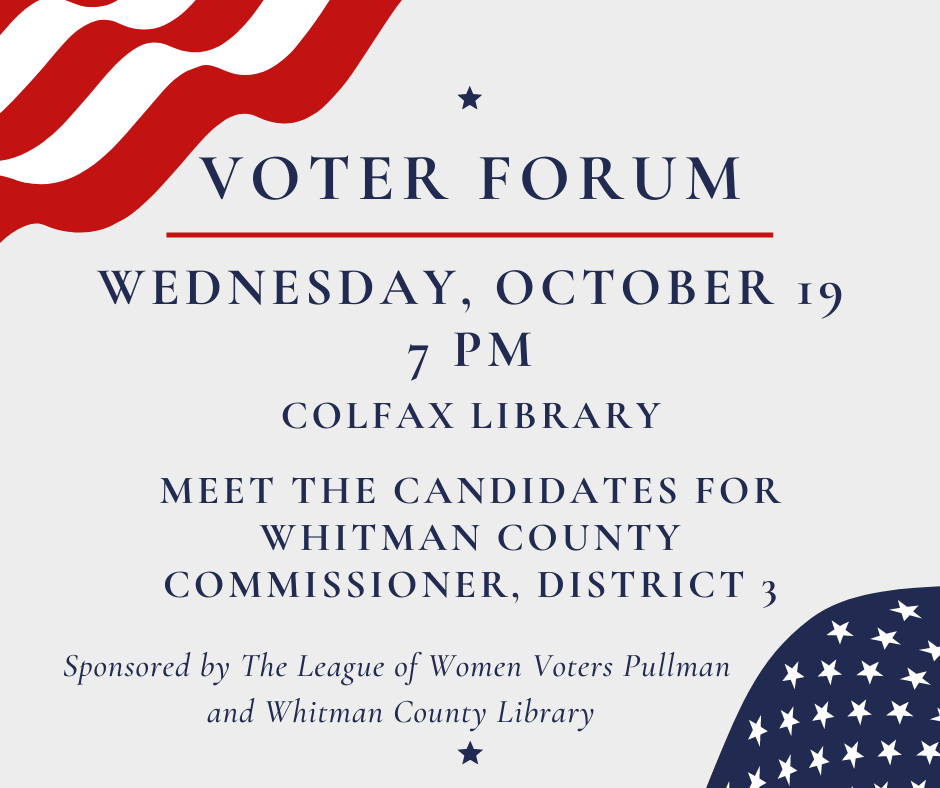 VOTER FORUM
WEDNESDAY, OCTOBER 19
7 PM
COLFAX LIBRARY
MEET THE CANDIDATES FOR
WHITMAN COUNTY
COMMISSIONER, DISTRICT 3
Sponsored by The League of Women Voters Pullman
and Whitman County Library